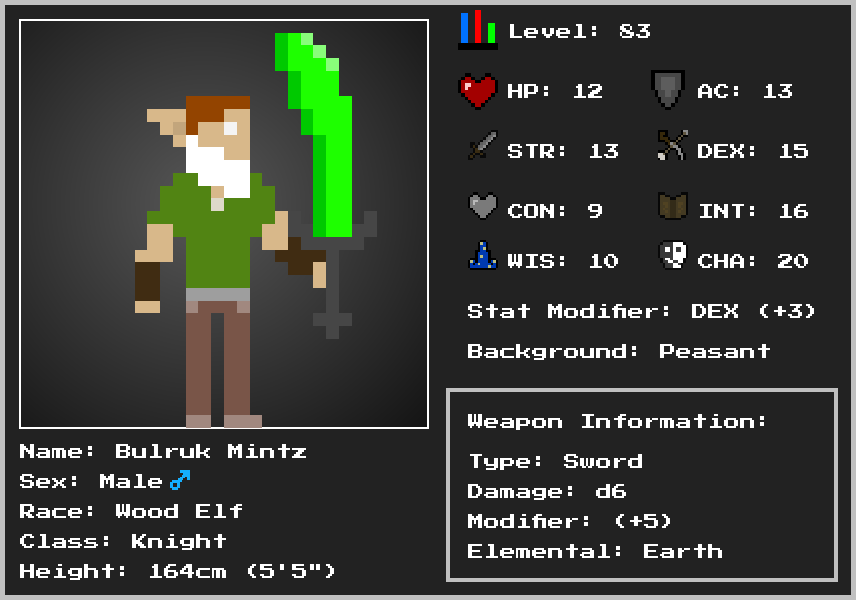 Level: 83
HP: 12 AC: 13
STR: 13 DEX: 15
CON: 9 INT: 16
WIS: 10 CHA: 20
Stat Modifier: DEX (+3)
Background: Peasant
Weapon Information:
Type: Sword
Damage: d6
Modifier: (+5)
Elemental: Earth
Name: Bulruk Mintz
Sex: Male♂
Race: Wood Elf
Class: Knight
Height: 164cm (5'5")